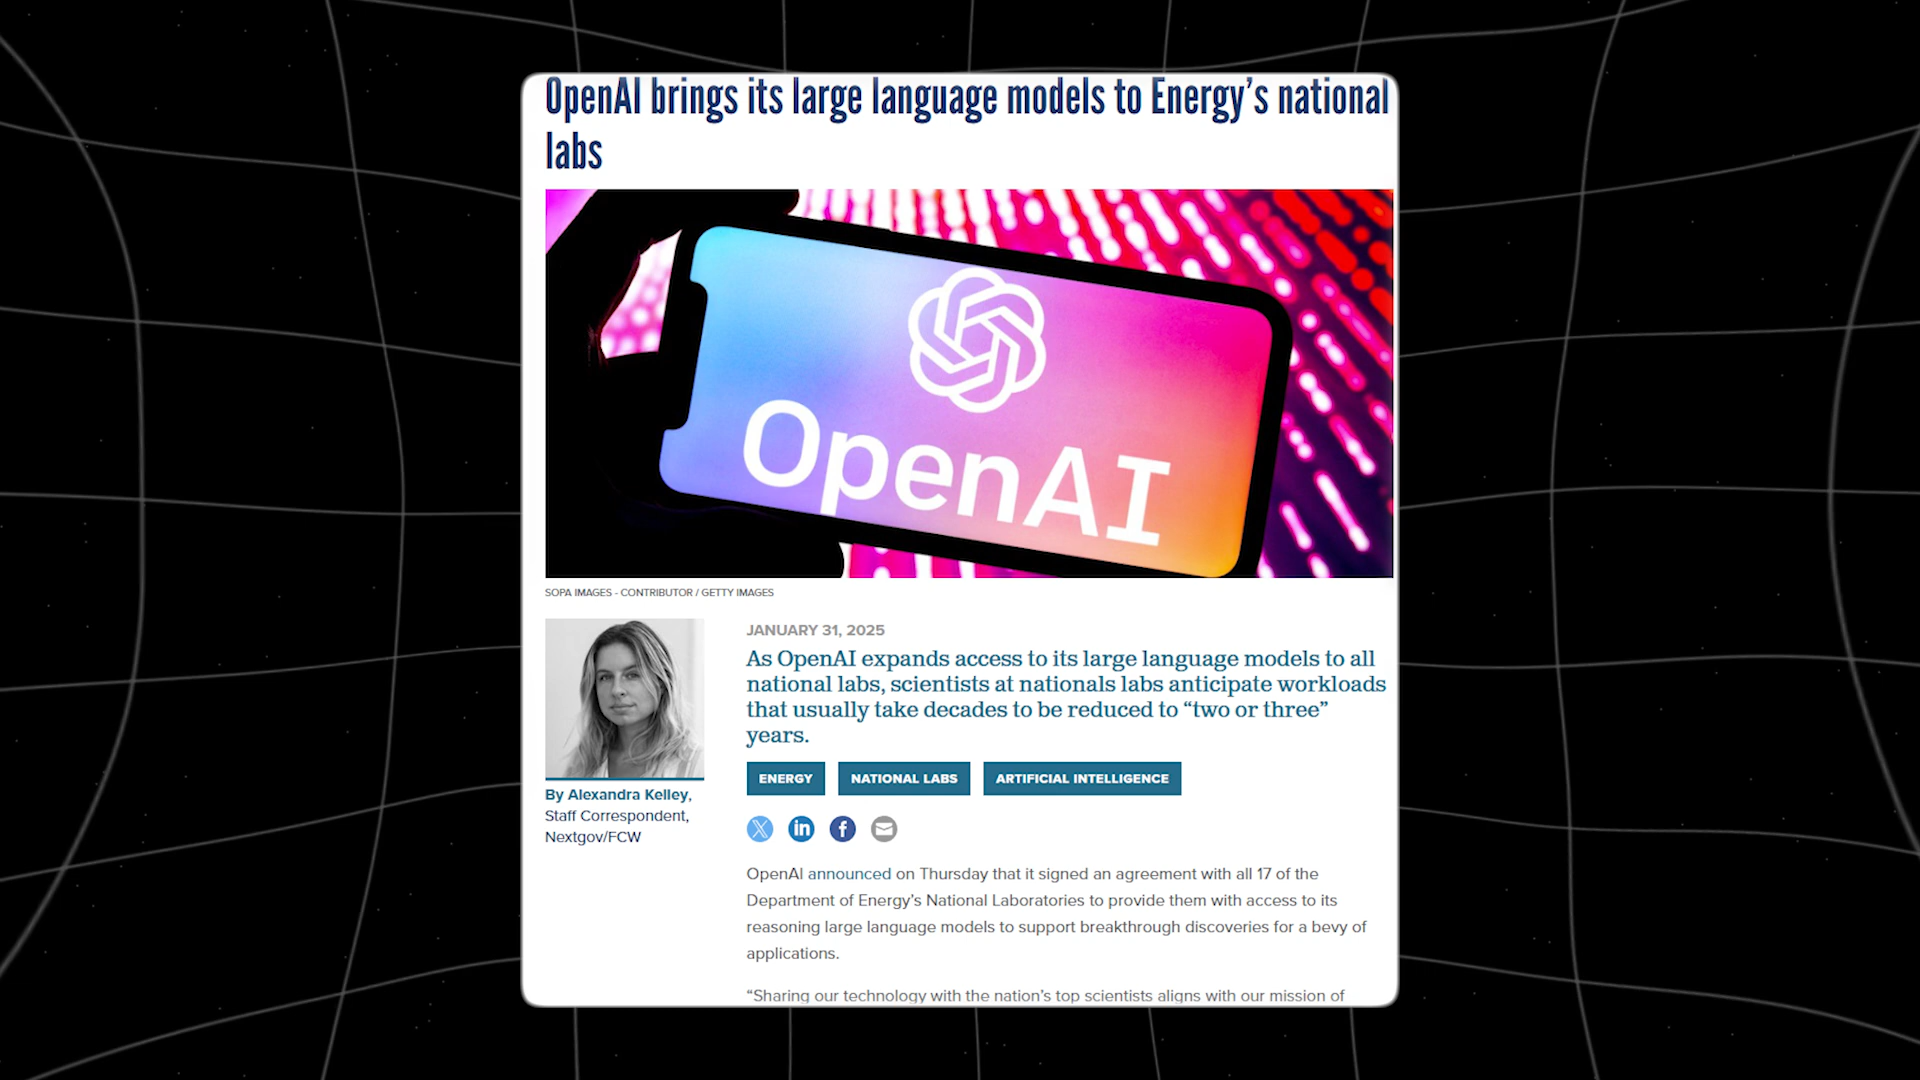 OpenAI brings its large language models to Energy’s national
labs
OpenAI
SOPA IMAGES - CONTRIBUTOR / GETTY IMAGES
JANUARY 31, 2025
As OpenAI expands access to its large language models to all
national labs, scientists at nationals labs anticipate workloads
that usually take decades to be reduced to “two or three”
years.
ENERGY
NATIONAL LABS
ARTIFICIAL INTELLIGENCE
By Alexandra Kelley,
Staff Correspondent,
Nextgov/FCW
OpenAI announced on Thursday that it signed an agreement with all 17 of the
Department of Energy’s National Laboratories to provide them with access to its
reasoning large language models to support breakthrough discoveries for a bevy of
applications.
“Sharing our technology with the nation’s top scientists aligns with our mission of